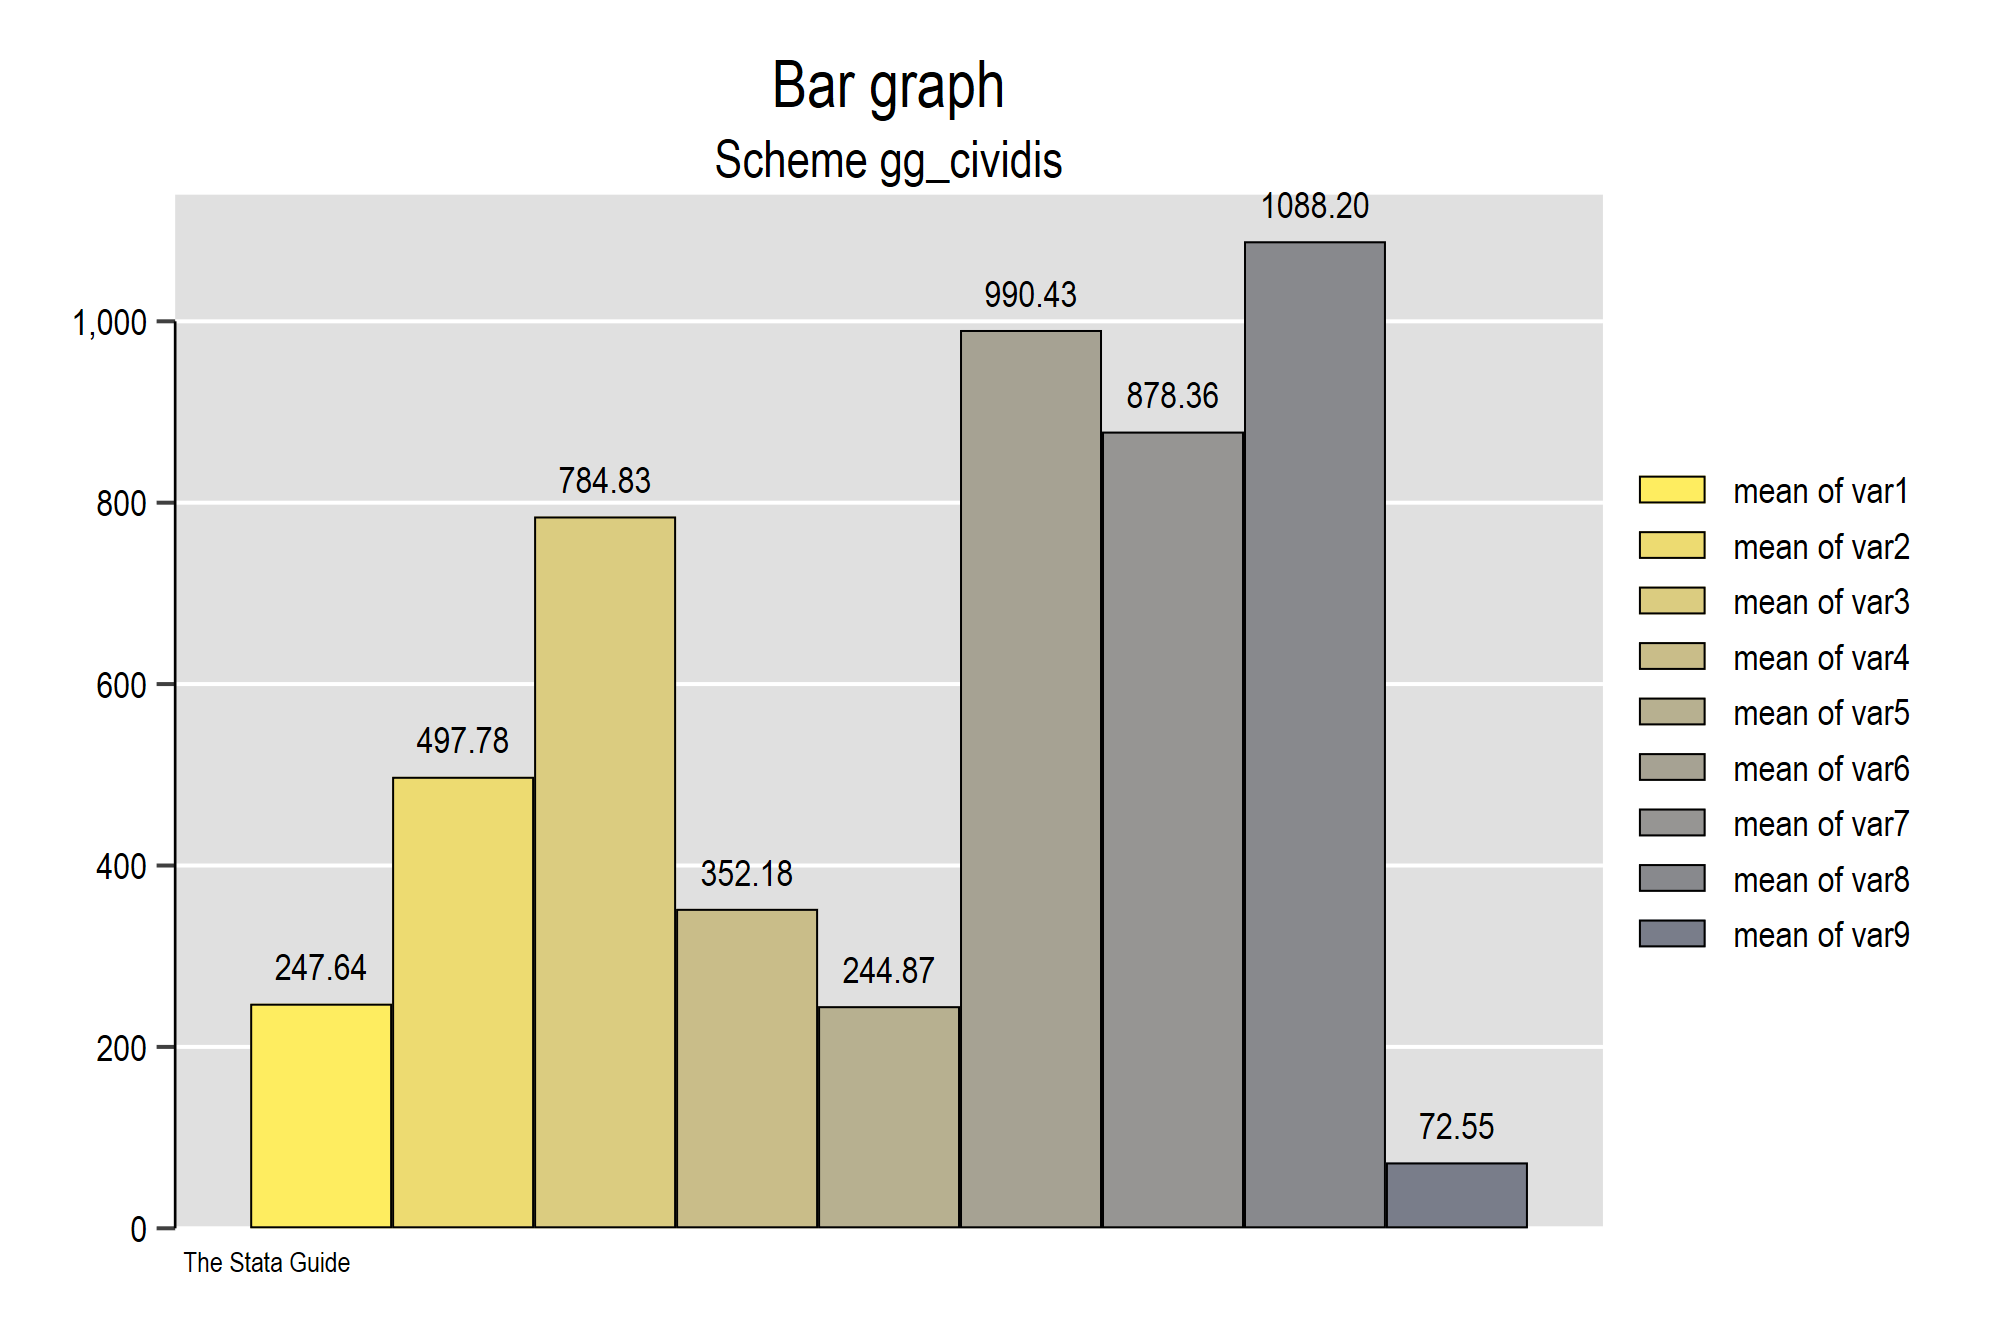 Bar graph
Scheme gg_cividis
1,000
800
600
400
200
0
247.64
497.78
784.83
352.18
244.87
990.43
878.36
1088.20
72.55
mean of var1
mean of var2
mean of var3
mean of var4
mean of var5
mean of var6
mean of var7
mean of var8
mean of var9
The Stata Guide